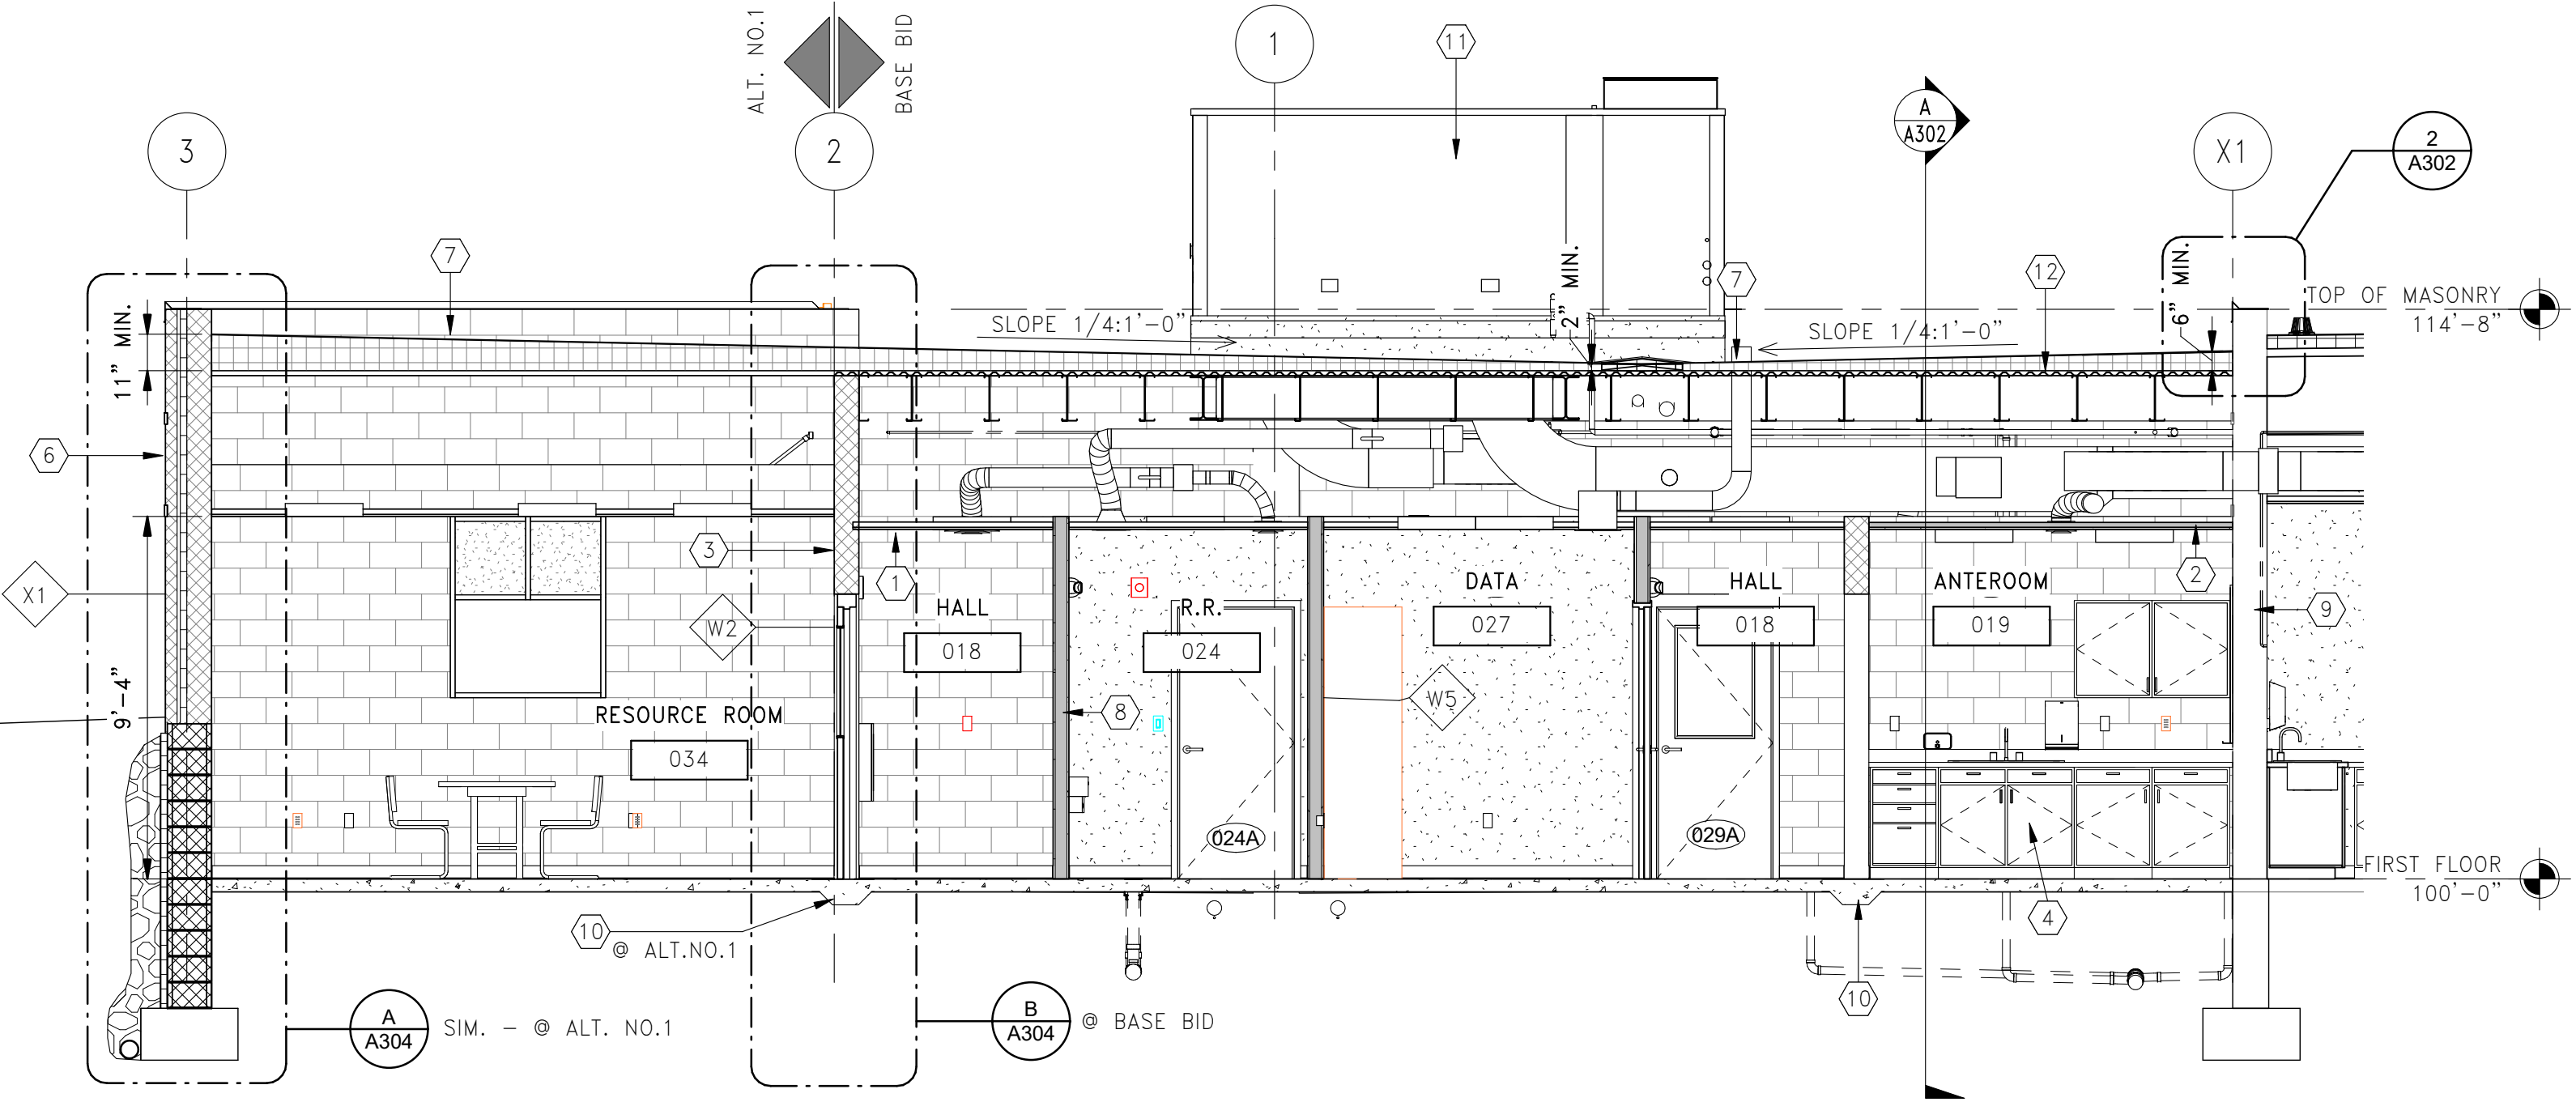 ALT. NO.1
BASE BID
1
11
3
2
A
A302
X1
2
A302
7
11" MIN.
SLOPE 1/4:1'-0"
2" MIN.
7
SLOPE 1/4:1'-0"
12
6" MIN.
TOP OF MASONRY
114'-8"
6
X1
9'-4"
3
1
W2
HALL
018
R.R.
024
DATA
027
HALL
018
ANTEROOM
019
2
9
RESOURCE ROOM
034
8
W5
024A
029A
FIRST FLOOR
100'-0"
10
@ ALT.NO.1
4
10
A
A304
SIM. - @ ALT. NO.1
B
A304
@ BASE BID